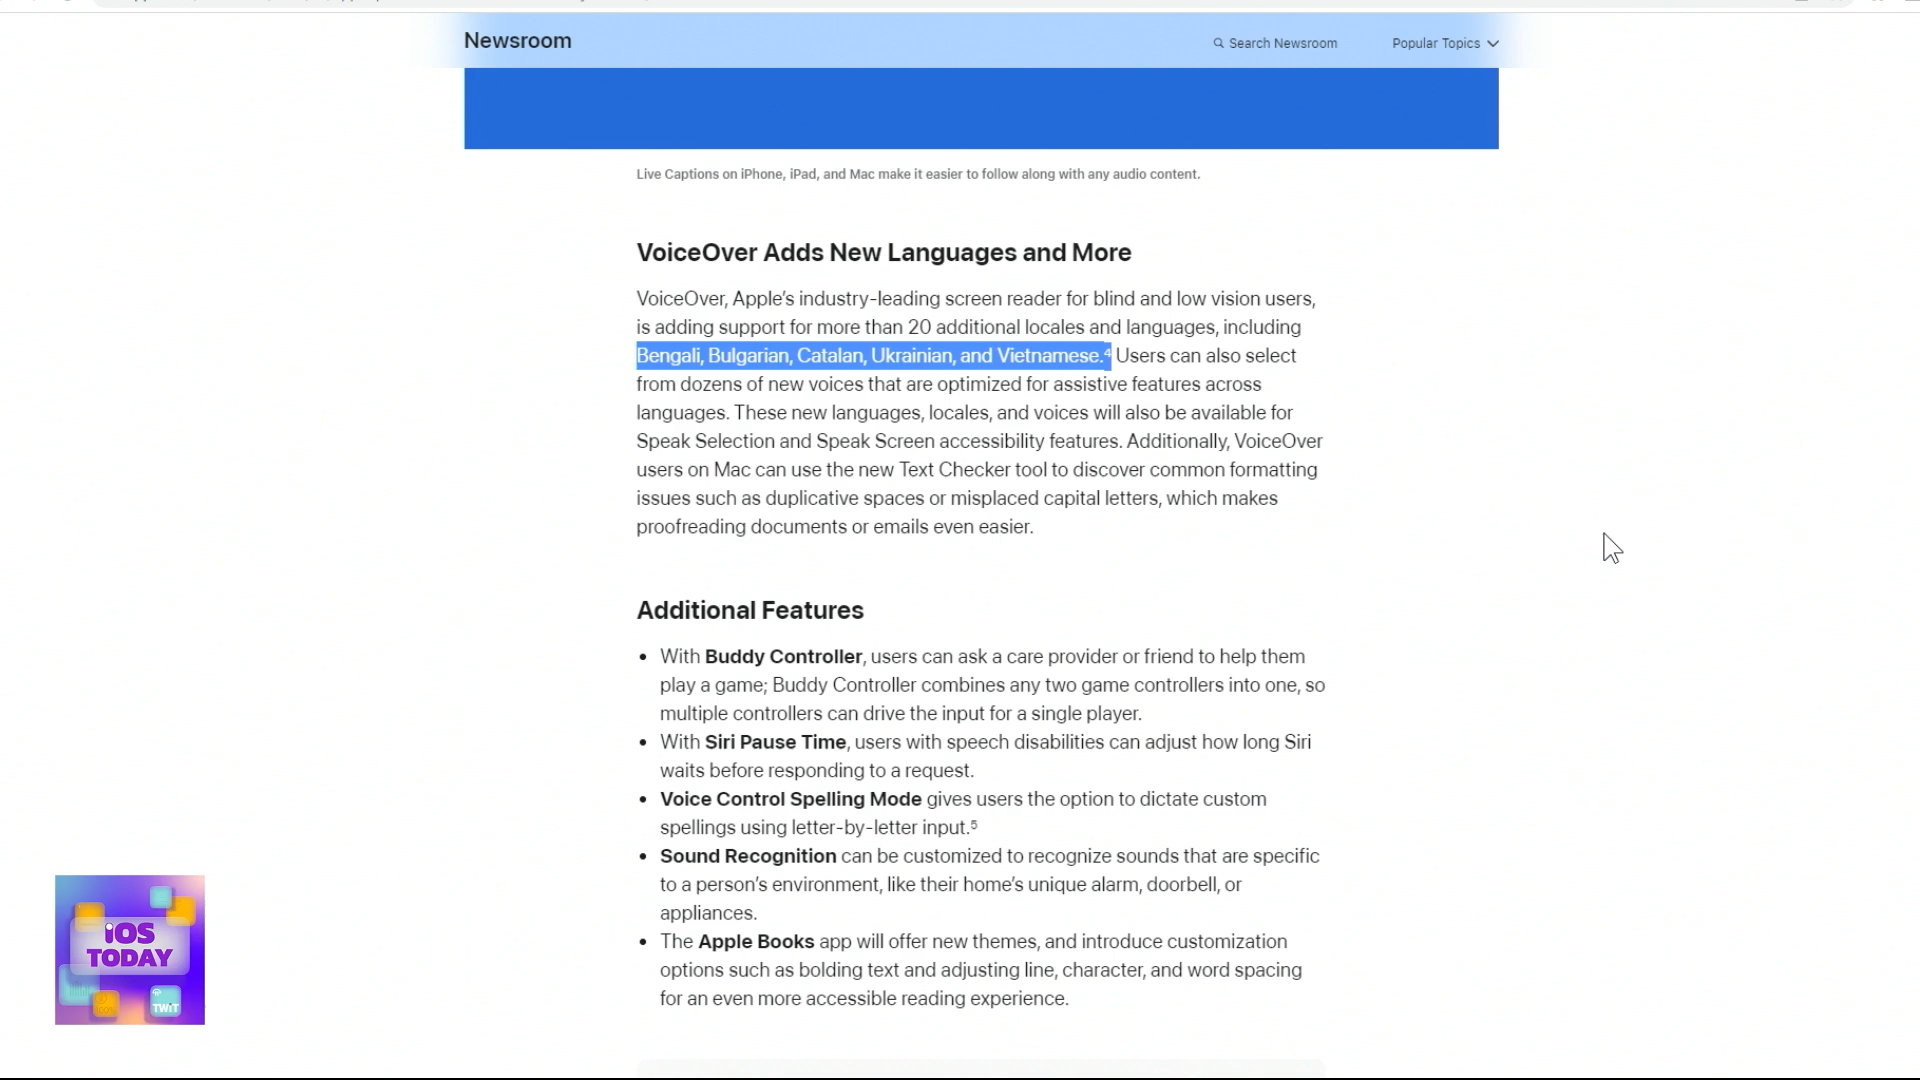 Newsroom
Search Newsroom
Popular Topics
Live Captions on iPhone, iPad, and Mac make it easier to follow along with any audio content.
VoiceOver Adds New Languages and More
VoiceOver, Apple’s industry-leading screen reader for blind and low vision users,
is adding support for more than 20 additional locales and languages, including
Bengali, Bulgarian, Catalan, Ukrainian, and Vietnamese.⁴ Users can also select
from dozens of new voices that are optimized for assistive features across
languages. These new languages, locales, and voices will also be available for
Speak Selection and Speak Screen accessibility features. Additionally, VoiceOver
users on Mac can use the new Text Checker tool to discover common formatting
issues such as duplicative spaces or misplaced capital letters, which makes
proofreading documents or emails even easier.
Additional Features
• With Buddy Controller, users can ask a care provider or friend to help them
play a game; Buddy Controller combines any two game controllers into one, so
multiple controllers can drive the input for a single player.
• With Siri Pause Time, users with speech disabilities can adjust how long Siri
waits before responding to a request.
• Voice Control Spelling Mode gives users the option to dictate custom
spellings using letter-by-letter input.⁵
• Sound Recognition can be customized to recognize sounds that are specific
to a person’s environment, like their home’s unique alarm, doorbell, or
appliances.
• The Apple Books app will offer new themes, and introduce customization
options such as bolding text and adjusting line, character, and word spacing
for an even more accessible reading experience.
iOS
TODAY
TWiT